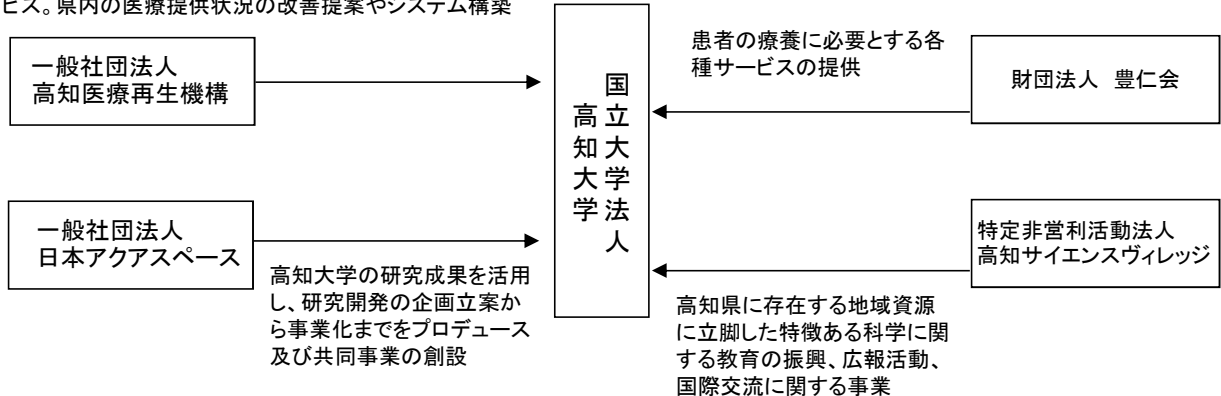 ビス。県内の医療提供状況の改善提案やシステム構築
一般社団法人
高知医療再生機構
一般社団法人
日本アクアスペース
高知大学の研究成果を活用
し、研究開発の企画立案か
ら事業化までをプロデュース
及び共同事業の創設
国立大学法人
高知大学
患者の療養に必要とする各
種サービスの提供
財団法人 豊仁会
特定非営利活動法人
高知サイエンスヴィレッジ
高知県に存在する地域資源
に立脚した特徴ある科学に関
する教育の振興、広報活動、
国際交流に関する事業